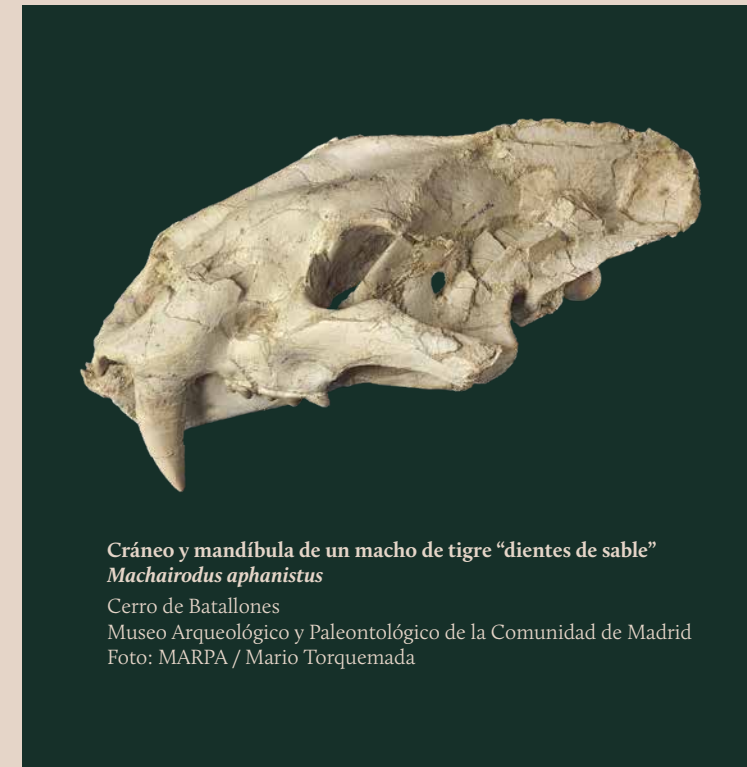 Cráneo y mandíbula de un macho de tigre “dientes de sable”
Machairodus aphanistus
Cerro de Batallones
Museo Arqueológico y Paleontológico de la Comunidad de Madrid
Foto: MARPA / Mario Torquemada